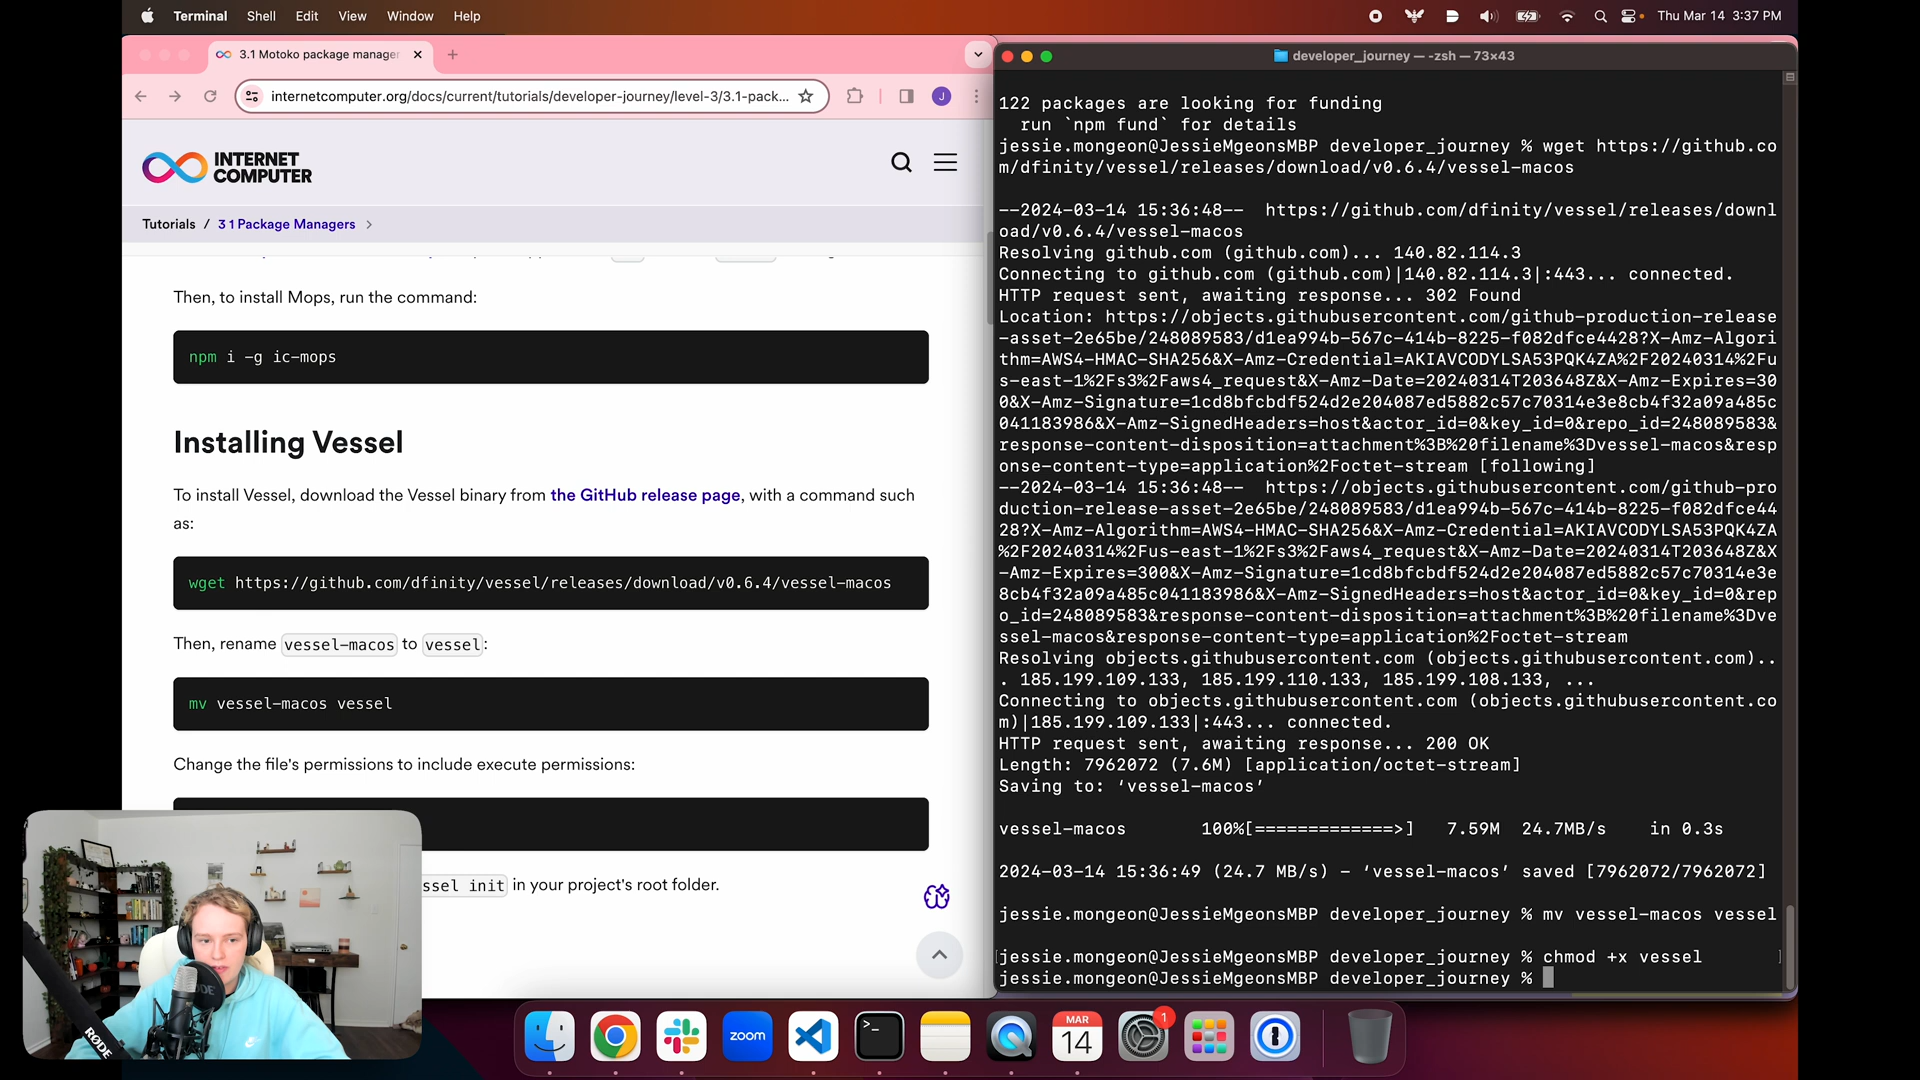 Terminal Shell Edit View Window Help
Thu Mar 14 3:37 PM
3.1 Motoko package manager
internetcomputer.org/docs/current/tutorials/developer-journey/level-3/3.1-pack...
J
INTERNET
COMPUTER
Tutorials / 3 1 Package Managers >
Then, to install Mops, run the command:
npm i -g ic-mops
Installing Vessel
To install Vessel, download the Vessel binary from the GitHub release page, with a command such
as:
wget https://github.com/dfinity/vessel/releases/download/v0.6.4/vessel-macos
Then, rename vessel-macos to vessel:
mv vessel-macos vessel
Change the file's permissions to include execute permissions:
ssel init in your project's root folder.
developer_journey — -zsh — 73×43
122 packages are looking for funding
run `npm fund` for details
jessie.mongeon@JessieMgeonsMBP developer_journey % wget https://github.co
m/dfinity/vessel/releases/download/v0.6.4/vessel-macos
--2024-03-14 15:36:48-- https://github.com/dfinity/vessel/releases/downl
oad/v0.6.4/vessel-macos
Resolving github.com (github.com)... 140.82.114.3
Connecting to github.com (github.com)|140.82.114.3|:443... connected.
HTTP request sent, awaiting response... 302 Found
Location: https://objects.githubusercontent.com/github-production-release
-asset-2e65be/248089583/d1ea994b-567c-414b-8225-f082dfce4428?X-Amz-Algori
thm=AWS4-HMAC-SHA256&X-Amz-Credential=AKIAVCODYLSA53PQK4ZA%2F20240314%2Fu
s-east-1%2Fs3%2Faws4_request&X-Amz-Date=20240314T203648Z&X-Amz-Expires=30
0&X-Amz-Signature=1cd8bfcbdf524d2e204087ed5882c57c70314e3e8cb4f32a09a485c
041183986&X-Amz-SignedHeaders=host&actor_id=0&key_id=0&repo_id=248089583&
response-content-disposition=attachment%3B%20filename%3Dvessel-macos&resp
onse-content-type=application%2Foctet-stream [following]
--2024-03-14 15:36:48-- https://objects.githubusercontent.com/github-pro
duction-release-asset-2e65be/248089583/d1ea994b-567c-414b-8225-f082dfce44
28?X-Amz-Algorithm=AWS4-HMAC-SHA256&X-Amz-Credential=AKIAVCODYLSA53PQK4ZA
%2F20240314%2Fus-east-1%2Fs3%2Faws4_request&X-Amz-Date=20240314T203648Z&X
-Amz-Expires=300&X-Amz-Signature=1cd8bfcbdf524d2e204087ed5882c57c70314e3e
8cb4f32a09a485c041183986&X-Amz-SignedHeaders=host&actor_id=0&key_id=0&rep
o_id=248089583&response-content-disposition=attachment%3B%20filename%3Dve
ssel-macos&response-content-type=application%2Foctet-stream
Resolving objects.githubusercontent.com (objects.githubusercontent.com)..
. 185.199.109.133, 185.199.110.133, 185.199.108.133, ...
Connecting to objects.githubusercontent.com (objects.githubusercontent.co
m)|185.199.109.133|:443... connected.
HTTP request sent, awaiting response... 200 OK
Length: 7962072 (7.6M) [application/octet-stream]
Saving to: ‘vessel-macos’
vessel-macos 100%[=============>] 7.59M 24.7MB/s in 0.3s
2024-03-14 15:36:49 (24.7 MB/s) - ‘vessel-macos’ saved [7962072/7962072]
jessie.mongeon@JessieMgeonsMBP developer_journey % mv vessel-macos vessel
[jessie.mongeon@JessieMgeonsMBP developer_journey % chmod +x vessel ]
jessie.mongeon@JessieMgeonsMBP developer_journey %
RØDE
zoom
>_
MAR
14
1